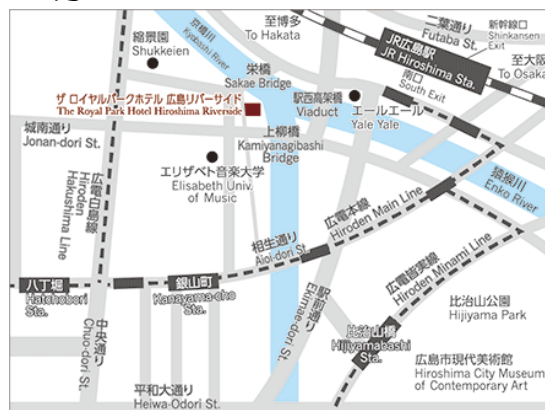 至博多
To Hakata
二葉通り
Futaba St.
新幹線口
Shinkansen
Exit
縮景園
Shukkeien
京橋川
Kyobashi River
JR広島駅
JR Hiroshima Sta.
至大阪
To Osaka
栄橋
Sakae Bridge
南口
South Exit
駅西高架橋
Viaduct
エールエール
Yale Yale
ザ ロイヤルパークホテル 広島リバーサイド
The Royal Park Hotel Hiroshima Riverside
城南通り
Jonan-dori St.
上柳橋
Kamiyanagibashi
Bridge
エリザベト音楽大学
Elisabeth Univ.
of Music
猿猴川
Enko River
広電白島線
Hiroden
Hakushima Line
広電本線
Hiroden Main Line
相生通り
Aioi-dori St.
広電皆実線
Hiroden Minami Line
八丁堀
Hatchobori
Sta.
銀山町
Kanayama-cho
Sta.
駅前通り
Ekimae-dori St.
比治山公園
Hijiyama Park
中央通り
Chuo-dori St.
比治山橋
Hijiyamabashi
Sta.
広島市現代美術館
Hiroshima City Museum
of Contemporary Art
平和大通り
Heiwa-Odori St.